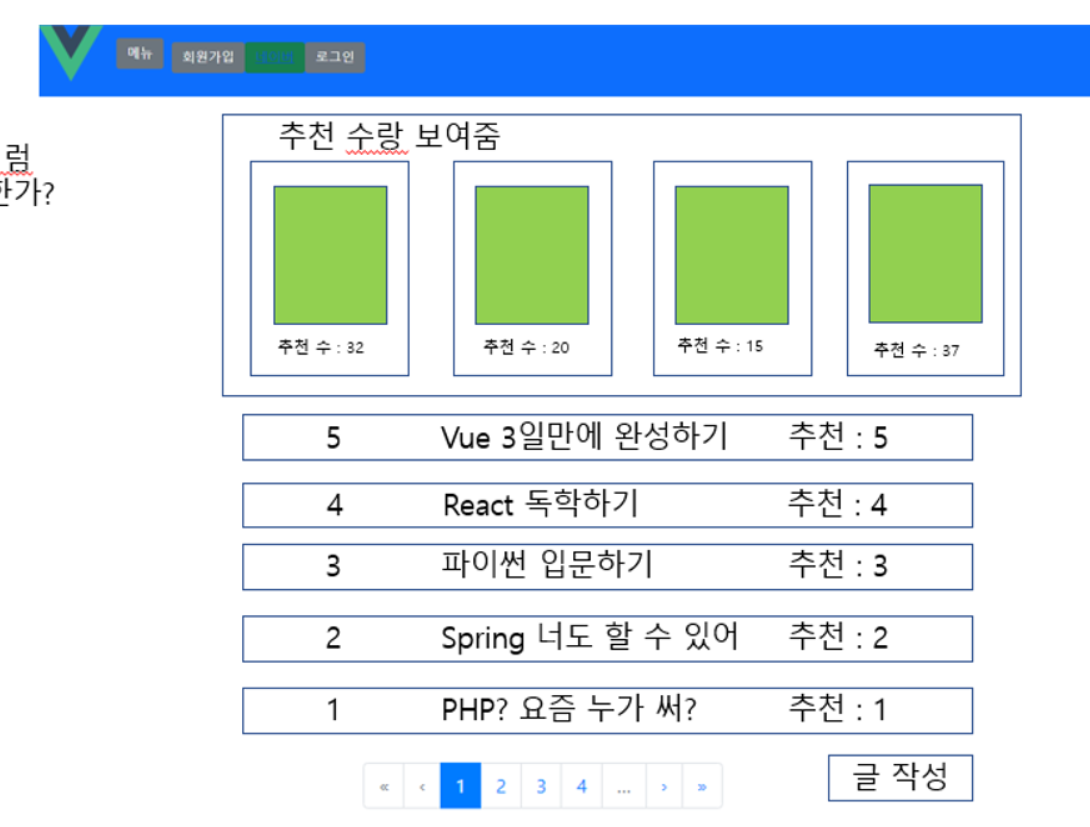 메뉴 회원가입 네이버 로그인
추천 수랑 보여줌
럼
한가?
추천 수 : 32
추천 수 : 20
추천 수 : 15
추천 수 : 37
5 Vue 3일만에 완성하기 추천 : 5
4 React 독학하기 추천 : 4
3 파이썬 입문하기 추천 : 3
2 Spring 너도 할 수 있어 추천 : 2
1 PHP? 요즘 누가 써? 추천 : 1
« ‹ 1 2 3 4 ... › »
글 작성